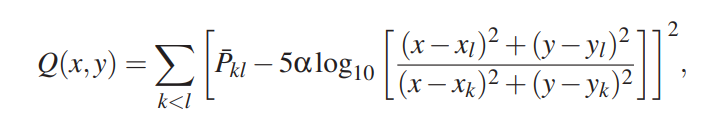 Q(x,y) = \sum_{k<l} \left[ \bar{P}_{kl} - 5\alpha \log_{10} \left[ \frac{(x-x_l)^2+(y-y_l)^2}{(x-x_k)^2+(y-y_k)^2} \right] \right]^2,